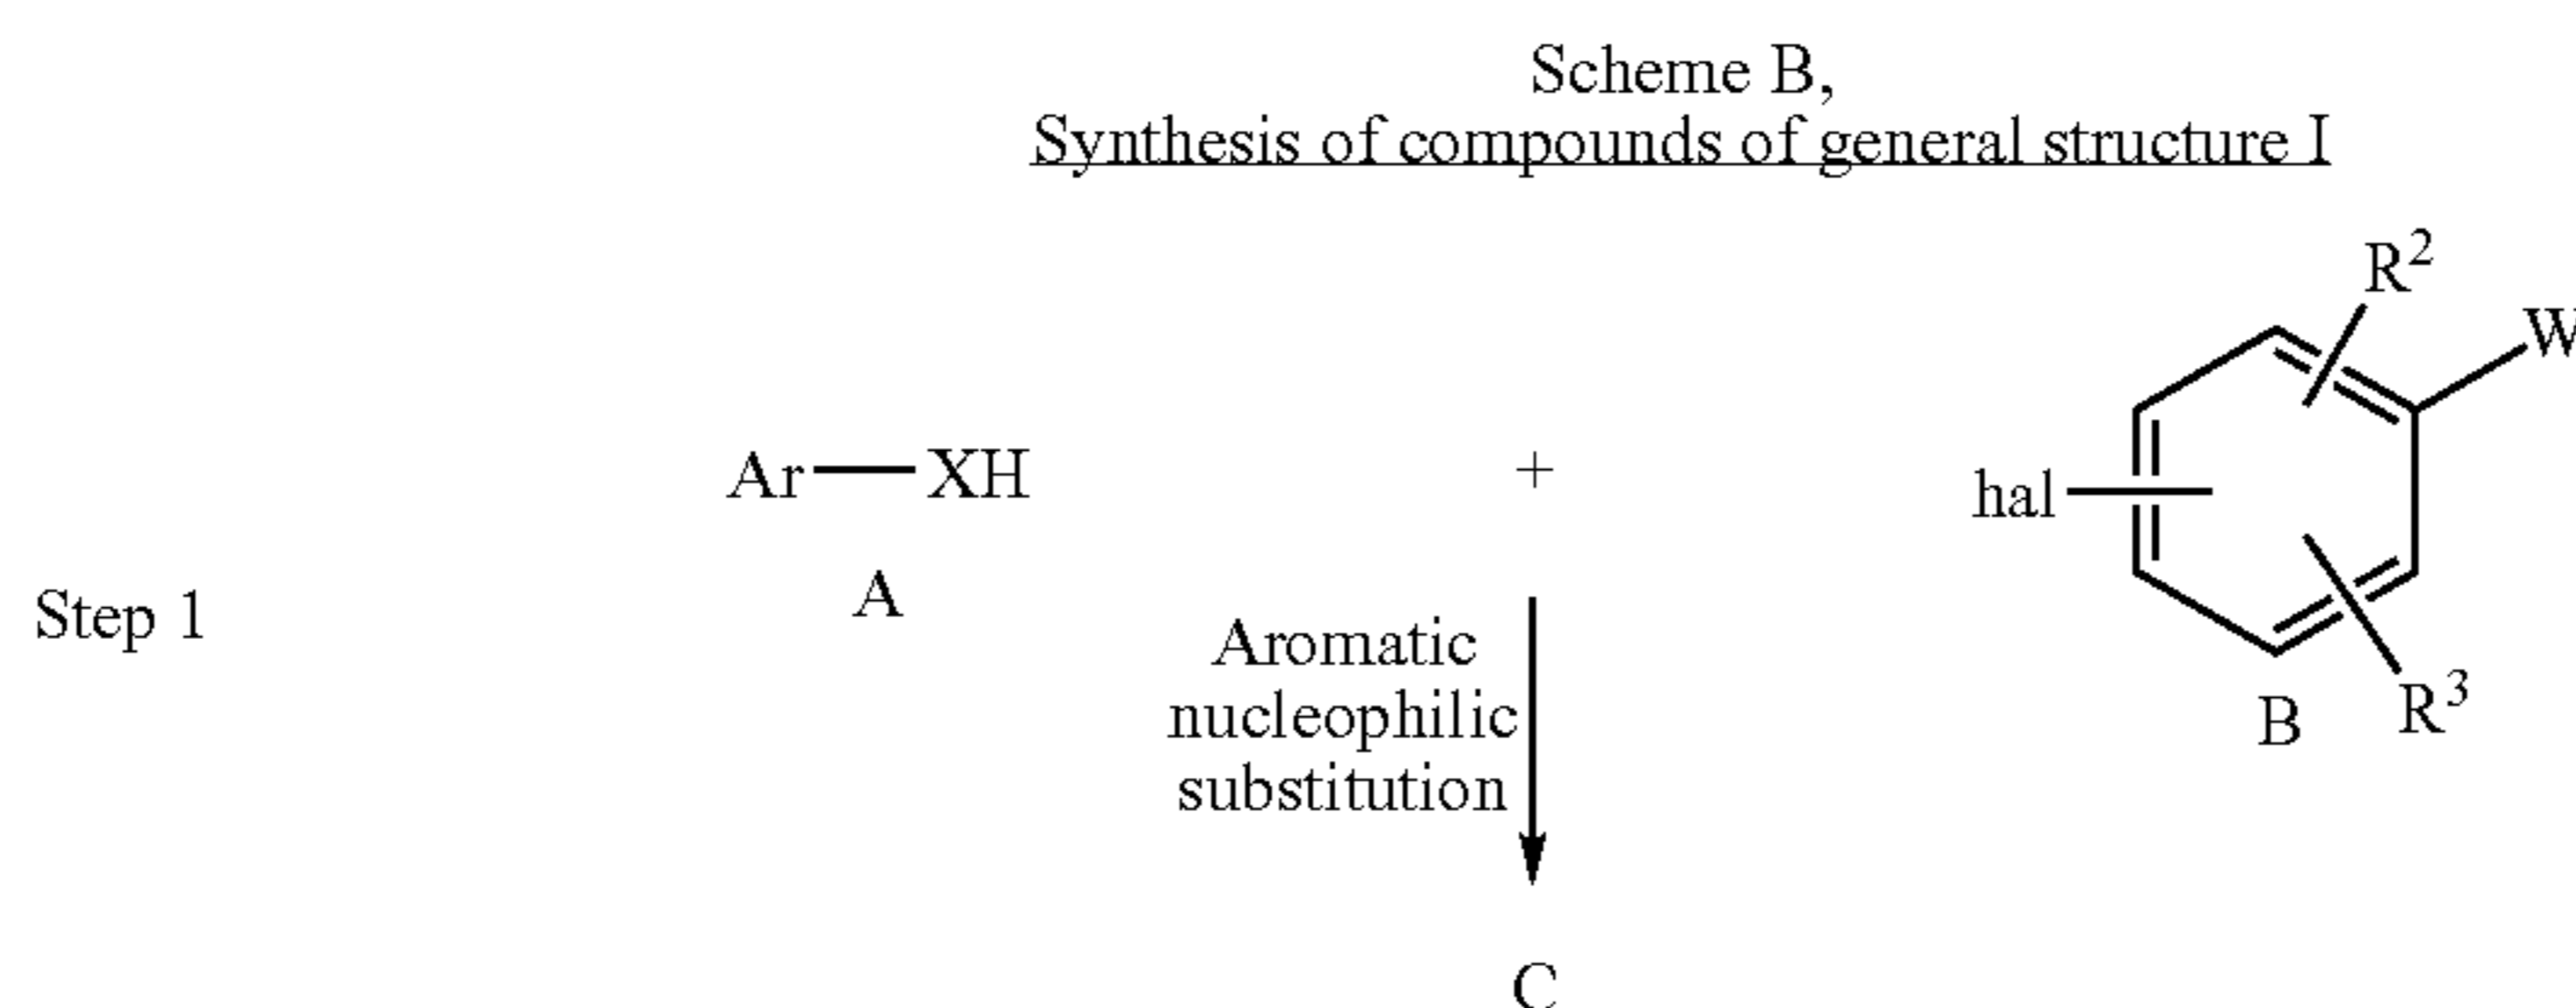 Scheme B,
Synthesis of compounds of general structure I
R²
W
Ar—XH
+
hal
A
Step 1
Aromatic
nucleophilic
substitution
B
R³
C